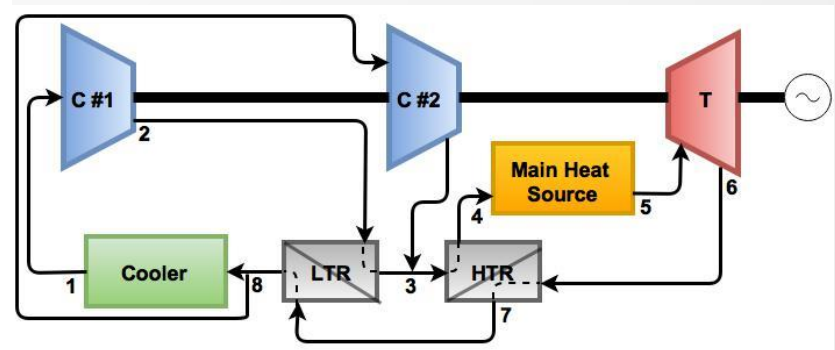 C #1
C #2
T
2
Main Heat
Source
4
5
6
Cooler
LTR
HTR
1
8
3
7